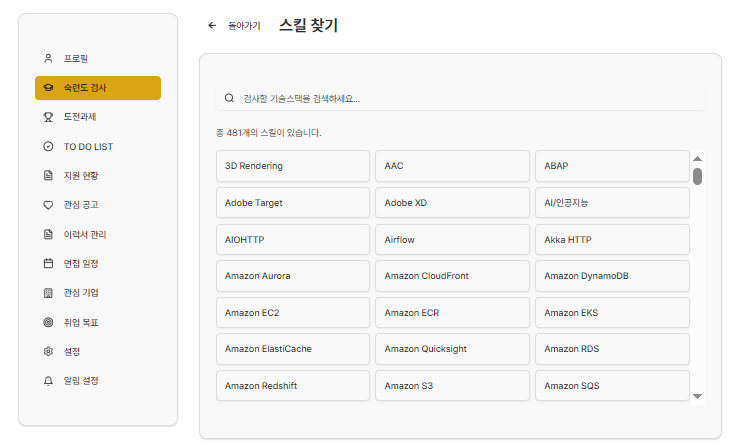 돌아가기 스킬 찾기
프로필
숙련도 검사
도전과제
TO DO LIST
지원 현황
관심 공고
이력서 관리
면접 일정
관심 기업
취업 목표
설정
알림 설정
검사할 기술스택을 검색하세요...
총 481개의 스킬이 있습니다.
3D Rendering AAC ABAP
Adobe Target Adobe XD AI/인공지능
AIOHTTP Airflow Akka HTTP
Amazon Aurora Amazon CloudFront Amazon DynamoDB
Amazon EC2 Amazon ECR Amazon EKS
Amazon ElastiCache Amazon Quicksight Amazon RDS
Amazon Redshift Amazon S3 Amazon SQS